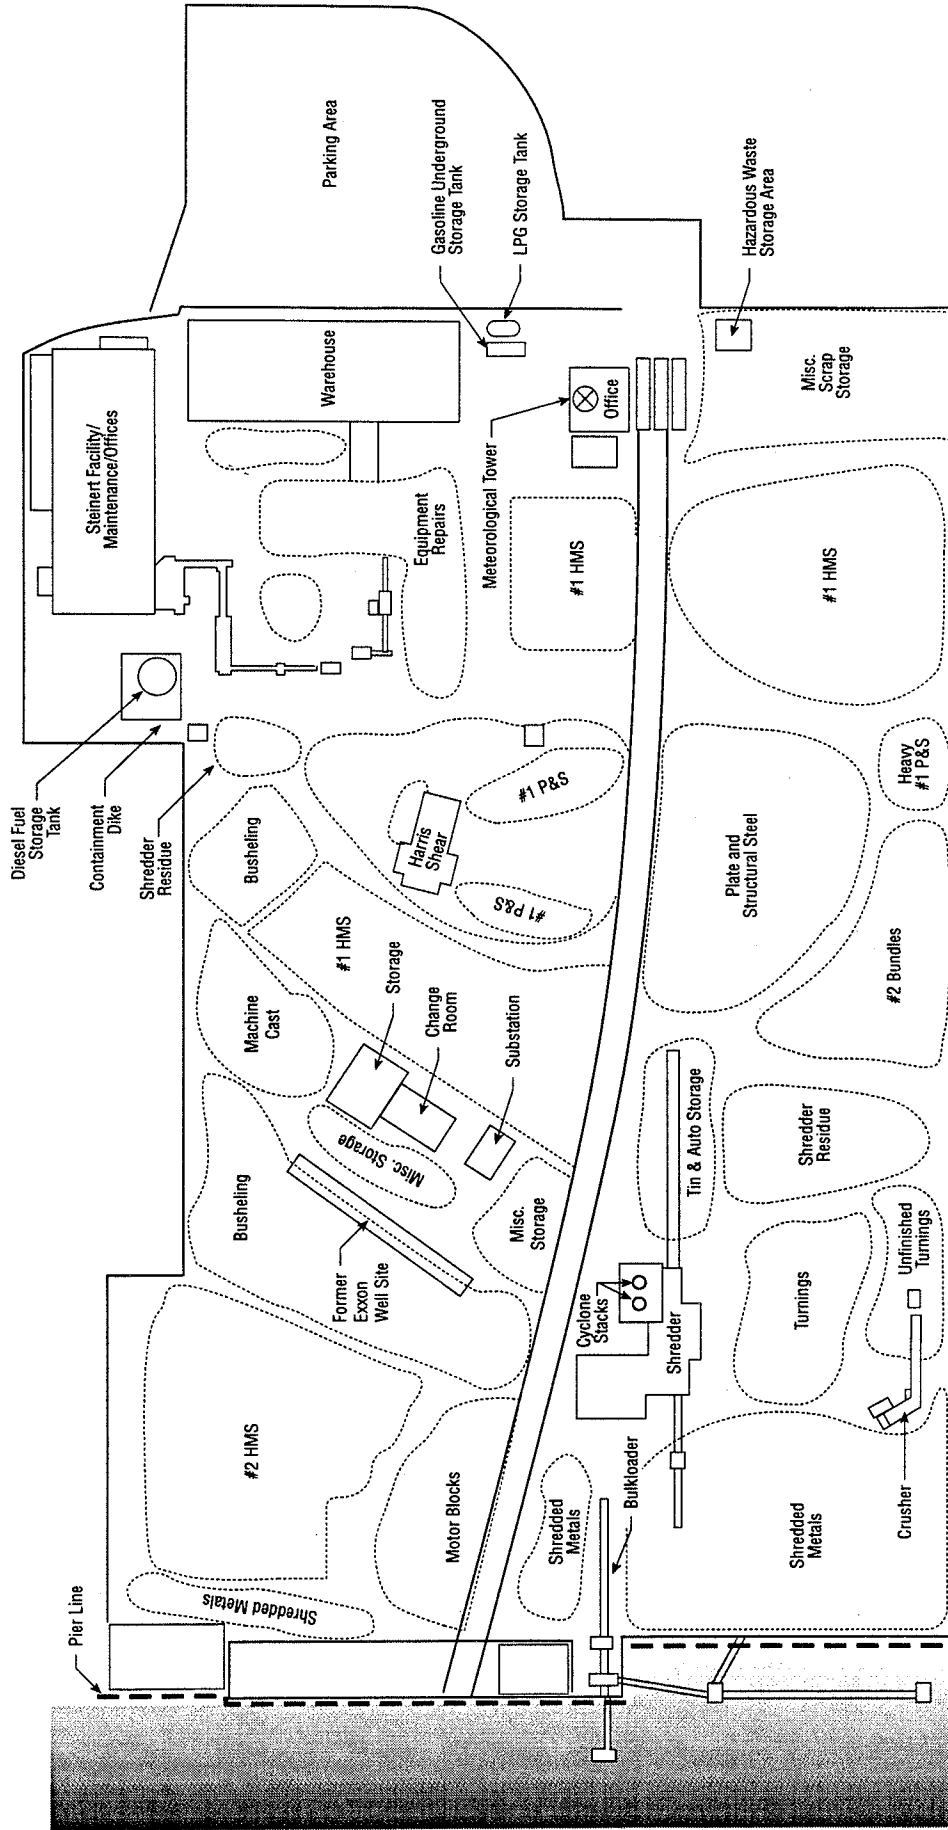 Parking Area
Gasoline Underground
Storage Tank
LPG Storage Tank
Hazardous Waste
Storage Area
Steinert Facility/
Maintenance/Offices
Warehouse
Equipment
Repairs
Meteorological Tower
Office
Misc.
Scrap
Storage
#1 HMS
#1 HMS
Diesel Fuel
Storage
Tank
Containment
Dike
Shredder
Residue
Busheling
Harris
Shear
#1 P&S
#1 P&S
Plate and
Structural Steel
Heavy
#1 P&S
#2 Bundles
#1 HMS
Machine
Cast
Storage
Change
Room
Substation
Misc. Storage
Busheling
Former
Exxon
Well Site
Misc.
Storage
Tin & Auto Storage
Shredder
Residue
Cyclone
Stacks
Shredder
Turnings
Unfinished
Turnings
#2 HMS
Motor Blocks
Shredded
Metals
Bulkloader
Shredded
Metals
Crusher
Shredded Metals
Pier Line